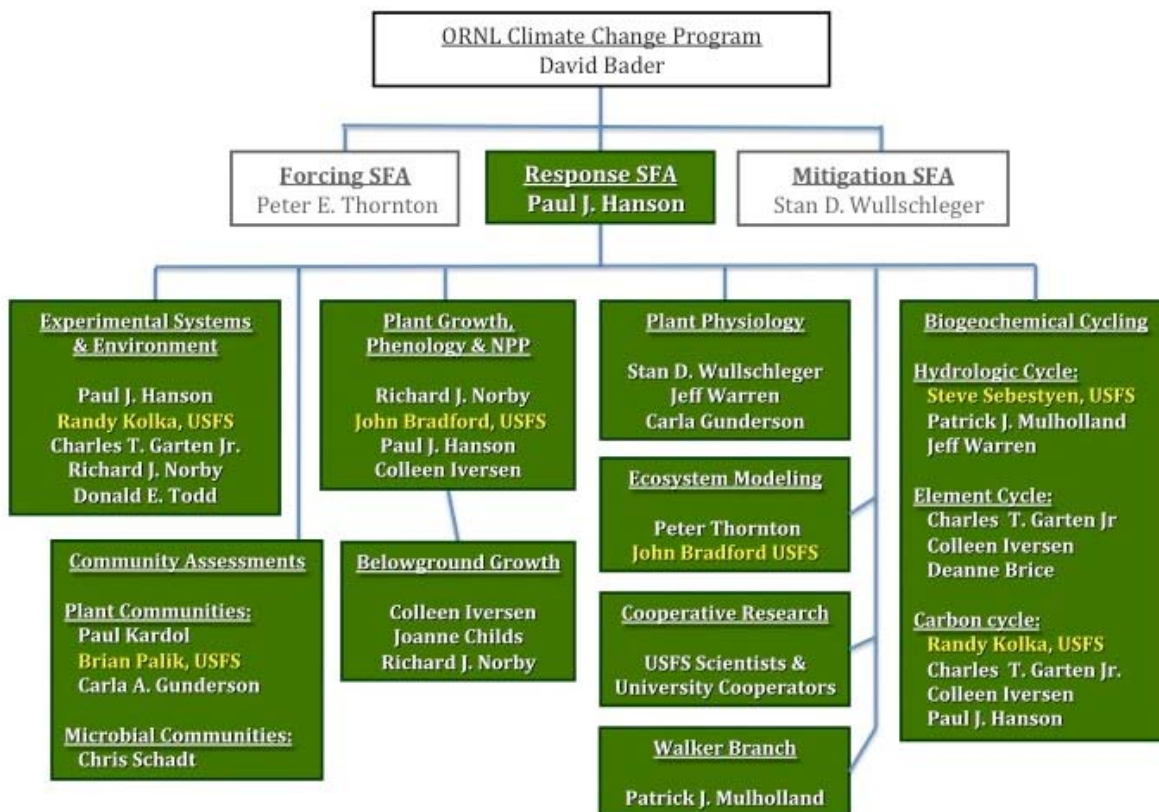 ORNL Climate Change Program
David Bader
Forcing SFA
Peter E. Thornton
Response SFA
Paul J. Hanson
Mitigation SFA
Stan D. Wullschleger
Experimental Systems
& Environment
Paul J. Hanson
Randy Kolka, USFS
Charles T. Garten Jr.
Richard J. Norby
Donald E. Todd
Community Assessments
Plant Communities:
Paul Kardol
Brian Palik, USFS
Carla A. Gunderson
Microbial Communities:
Chris Schadt
Plant Growth,
Phenology & NPP
Richard J. Norby
John Bradford, USFS
Paul J. Hanson
Colleen Iversen
Belowground Growth
Colleen Iversen
Joanne Childs
Richard J. Norby
Plant Physiology
Stan D. Wullschleger
Jeff Warren
Carla Gunderson
Ecosystem Modeling
Peter Thornton
John Bradford USFS
Cooperative Research
USFS Scientists &
University Cooperators
Walker Branch
Patrick J. Mulholland
Biogeochemical Cycling
Hydrologic Cycle:
Steve Sebestyen, USFS
Patrick J. Mulholland
Jeff Warren
Element Cycle:
Charles T. Garten Jr
Colleen Iversen
Deanne Brice
Carbon cycle:
Randy Kolka, USFS
Charles T. Garten Jr.
Colleen Iversen
Paul J. Hanson